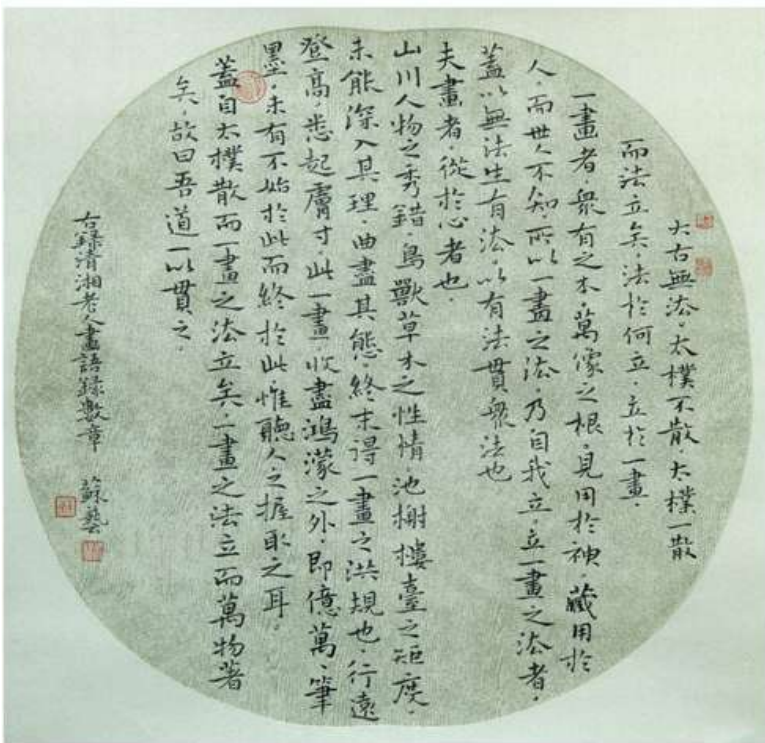 太古無法。太樸不散。太樸一散
而法立矣。法於何立。立於一畫。
一畫者衆有之本。萬像之根。見用於神。藏用於
人。而世人不知。所以一畫之法。乃自我立。立一畫之法者。
蓋以無法生有法。以有法貫衆法也
夫畫者。從於心者也。
山川人物之秀錯。鳥獸草木之性情。池榭樓臺之矩度。
未能深入其理。曲盡其態。終未得一畫之洪規也。行遠
登高。悉起膚寸。此一畫。收盡鴻濛之外。即億萬、筆
墨。未有不始於此而終於此。惟聽人之握取之耳。
蓋自太樸散而一畫之法立矣。一畫之法立而萬物著
矣。故曰吾道一以貫之。
右錄清湘老人畫語錄數章 蘇藝